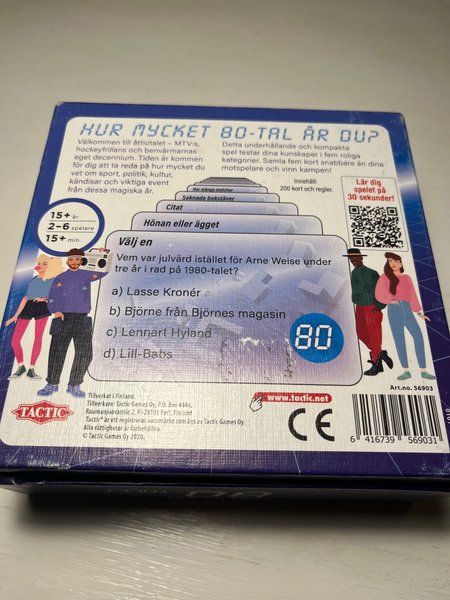 HUR MYCKET 80-TAL ÄR DU?
Välkommen till åttiotalet – MTV:s,
hockeyfrillans och benvärmarnas
eget decennium. Tiden är kommen
för dig att ta reda på hur mycket du
vet om sport, politik, kultur,
kändisar och viktiga event
från dessa magiska år.
Detta underhållande och kompakta
spel testar dina kunskaper i fem roliga
kategorier. Samla fem kort snabbare än dina
motspelare och vinn kampen!
Innehåll:
200 kort och regler.
Lär dig
spelet på
30 sekunder!
15+ år
2–6 spelare
15+ min.
Hur många matcher
Saknade bokstäver
Citat
Hönan eller ägget
Välj en
Vem var julvärd istället för Arne Weise under
tre år i rad på 1980-talet?
a) Lasse Kronér
b) Björne från Björnes magasin
c) Lennart Hyland
d) Lill-Babs
80
Art.no. 56903
TACTIC
Tillverkat i Finland.
Tillverkare: Tactic Games Oy, P.O. Box 4444,
Raumanjuovantie 2, FI-28101 Pori, Finland
Tactic® är ett registrerat varumärke som ägs av Tactic Games Oy.
Alla rättigheter är förbehållna.
© Tactic Games Oy 2020.
www.tactic.net
CE
6 416739 569031